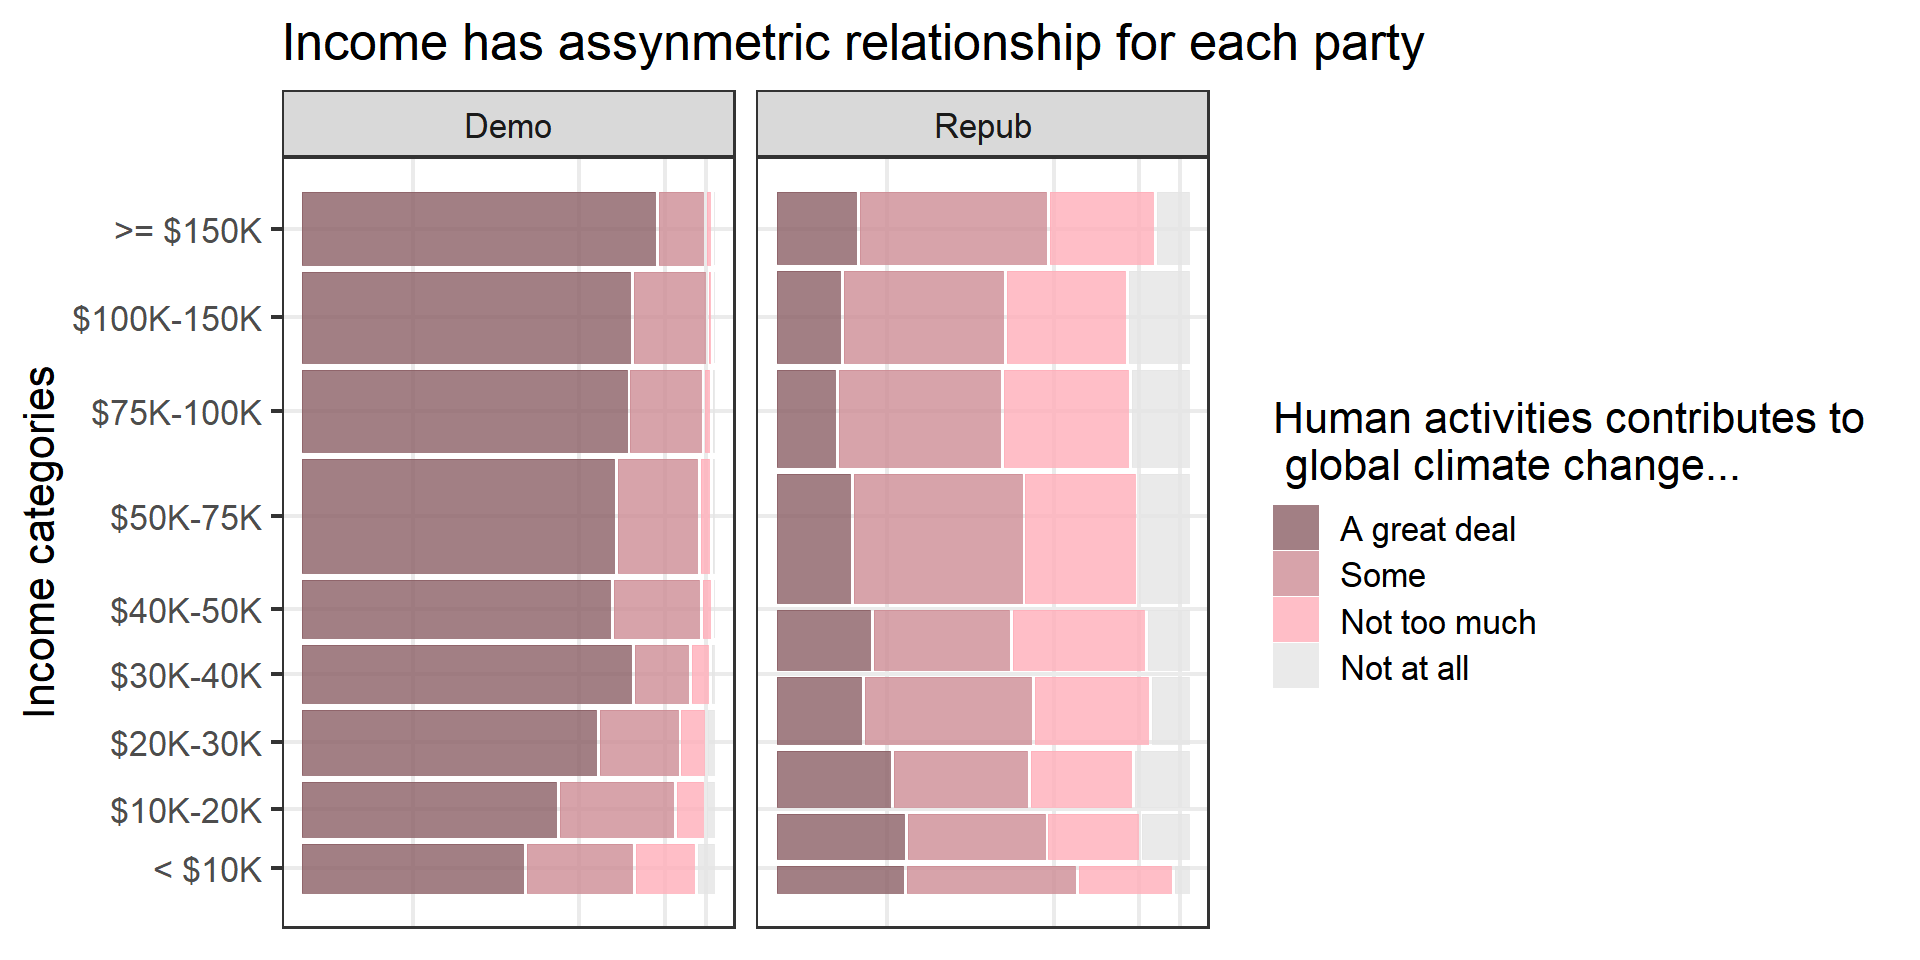 Income has assynmetric relationship for each party
Demo
Repub
Income categories
>= $150K
$100K-150K
$75K-100K
$50K-75K
$40K-50K
$30K-40K
$20K-30K
$10K-20K
< $10K
Human activities contributes to
global climate change...
A great deal
Some
Not too much
Not at all